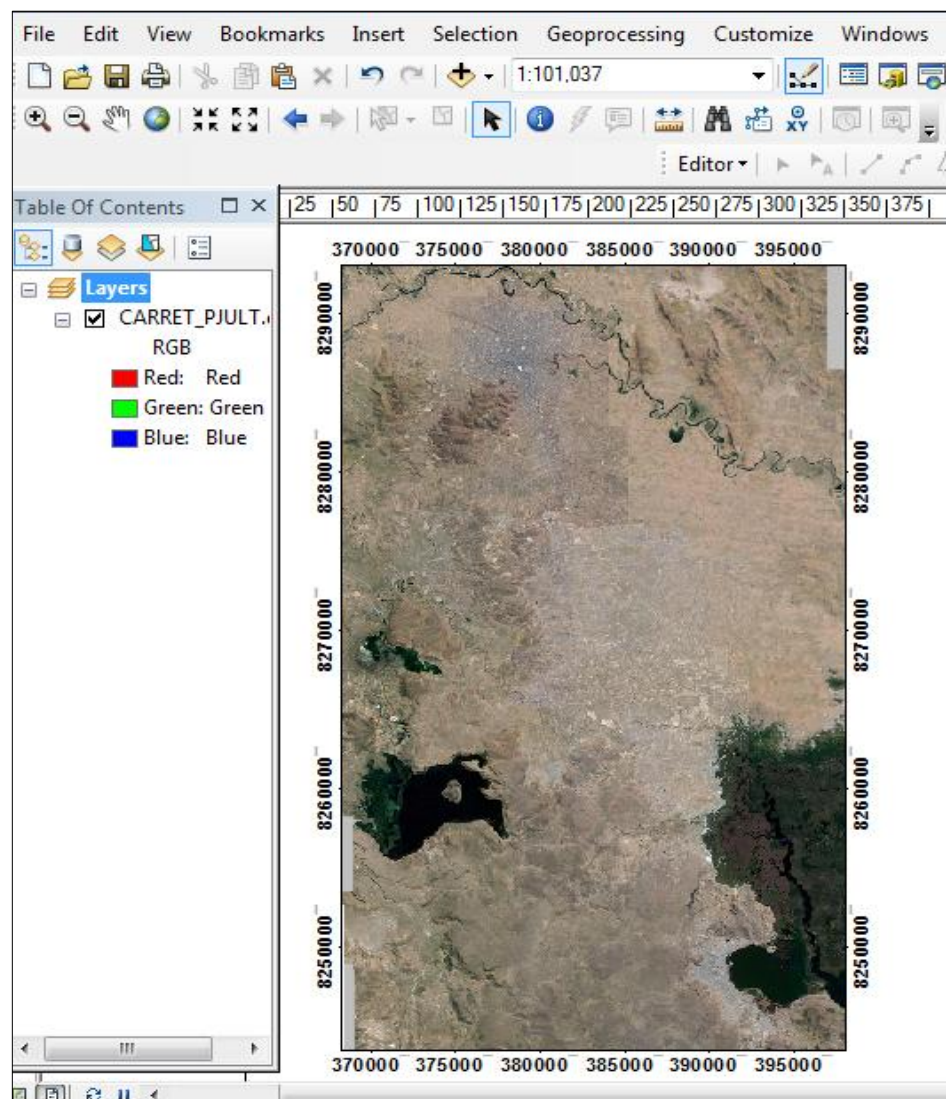 File Edit View Bookmarks Insert Selection Geoprocessing Customize Windows
1:101,037
XY
Editor
Table Of Contents
|25 |50 |75 |100|125|150|175|200|225|250|275|300|325|350|375|
Layers
CARRET_PJULT.
RGB
Red: Red
Green: Green
Blue: Blue
370000 375000 380000 385000 390000 395000
8290000 8290000
8280000 8280000
8270000 8270000
8260000 8260000
8250000 8250000
370000 375000 380000 385000 390000 395000